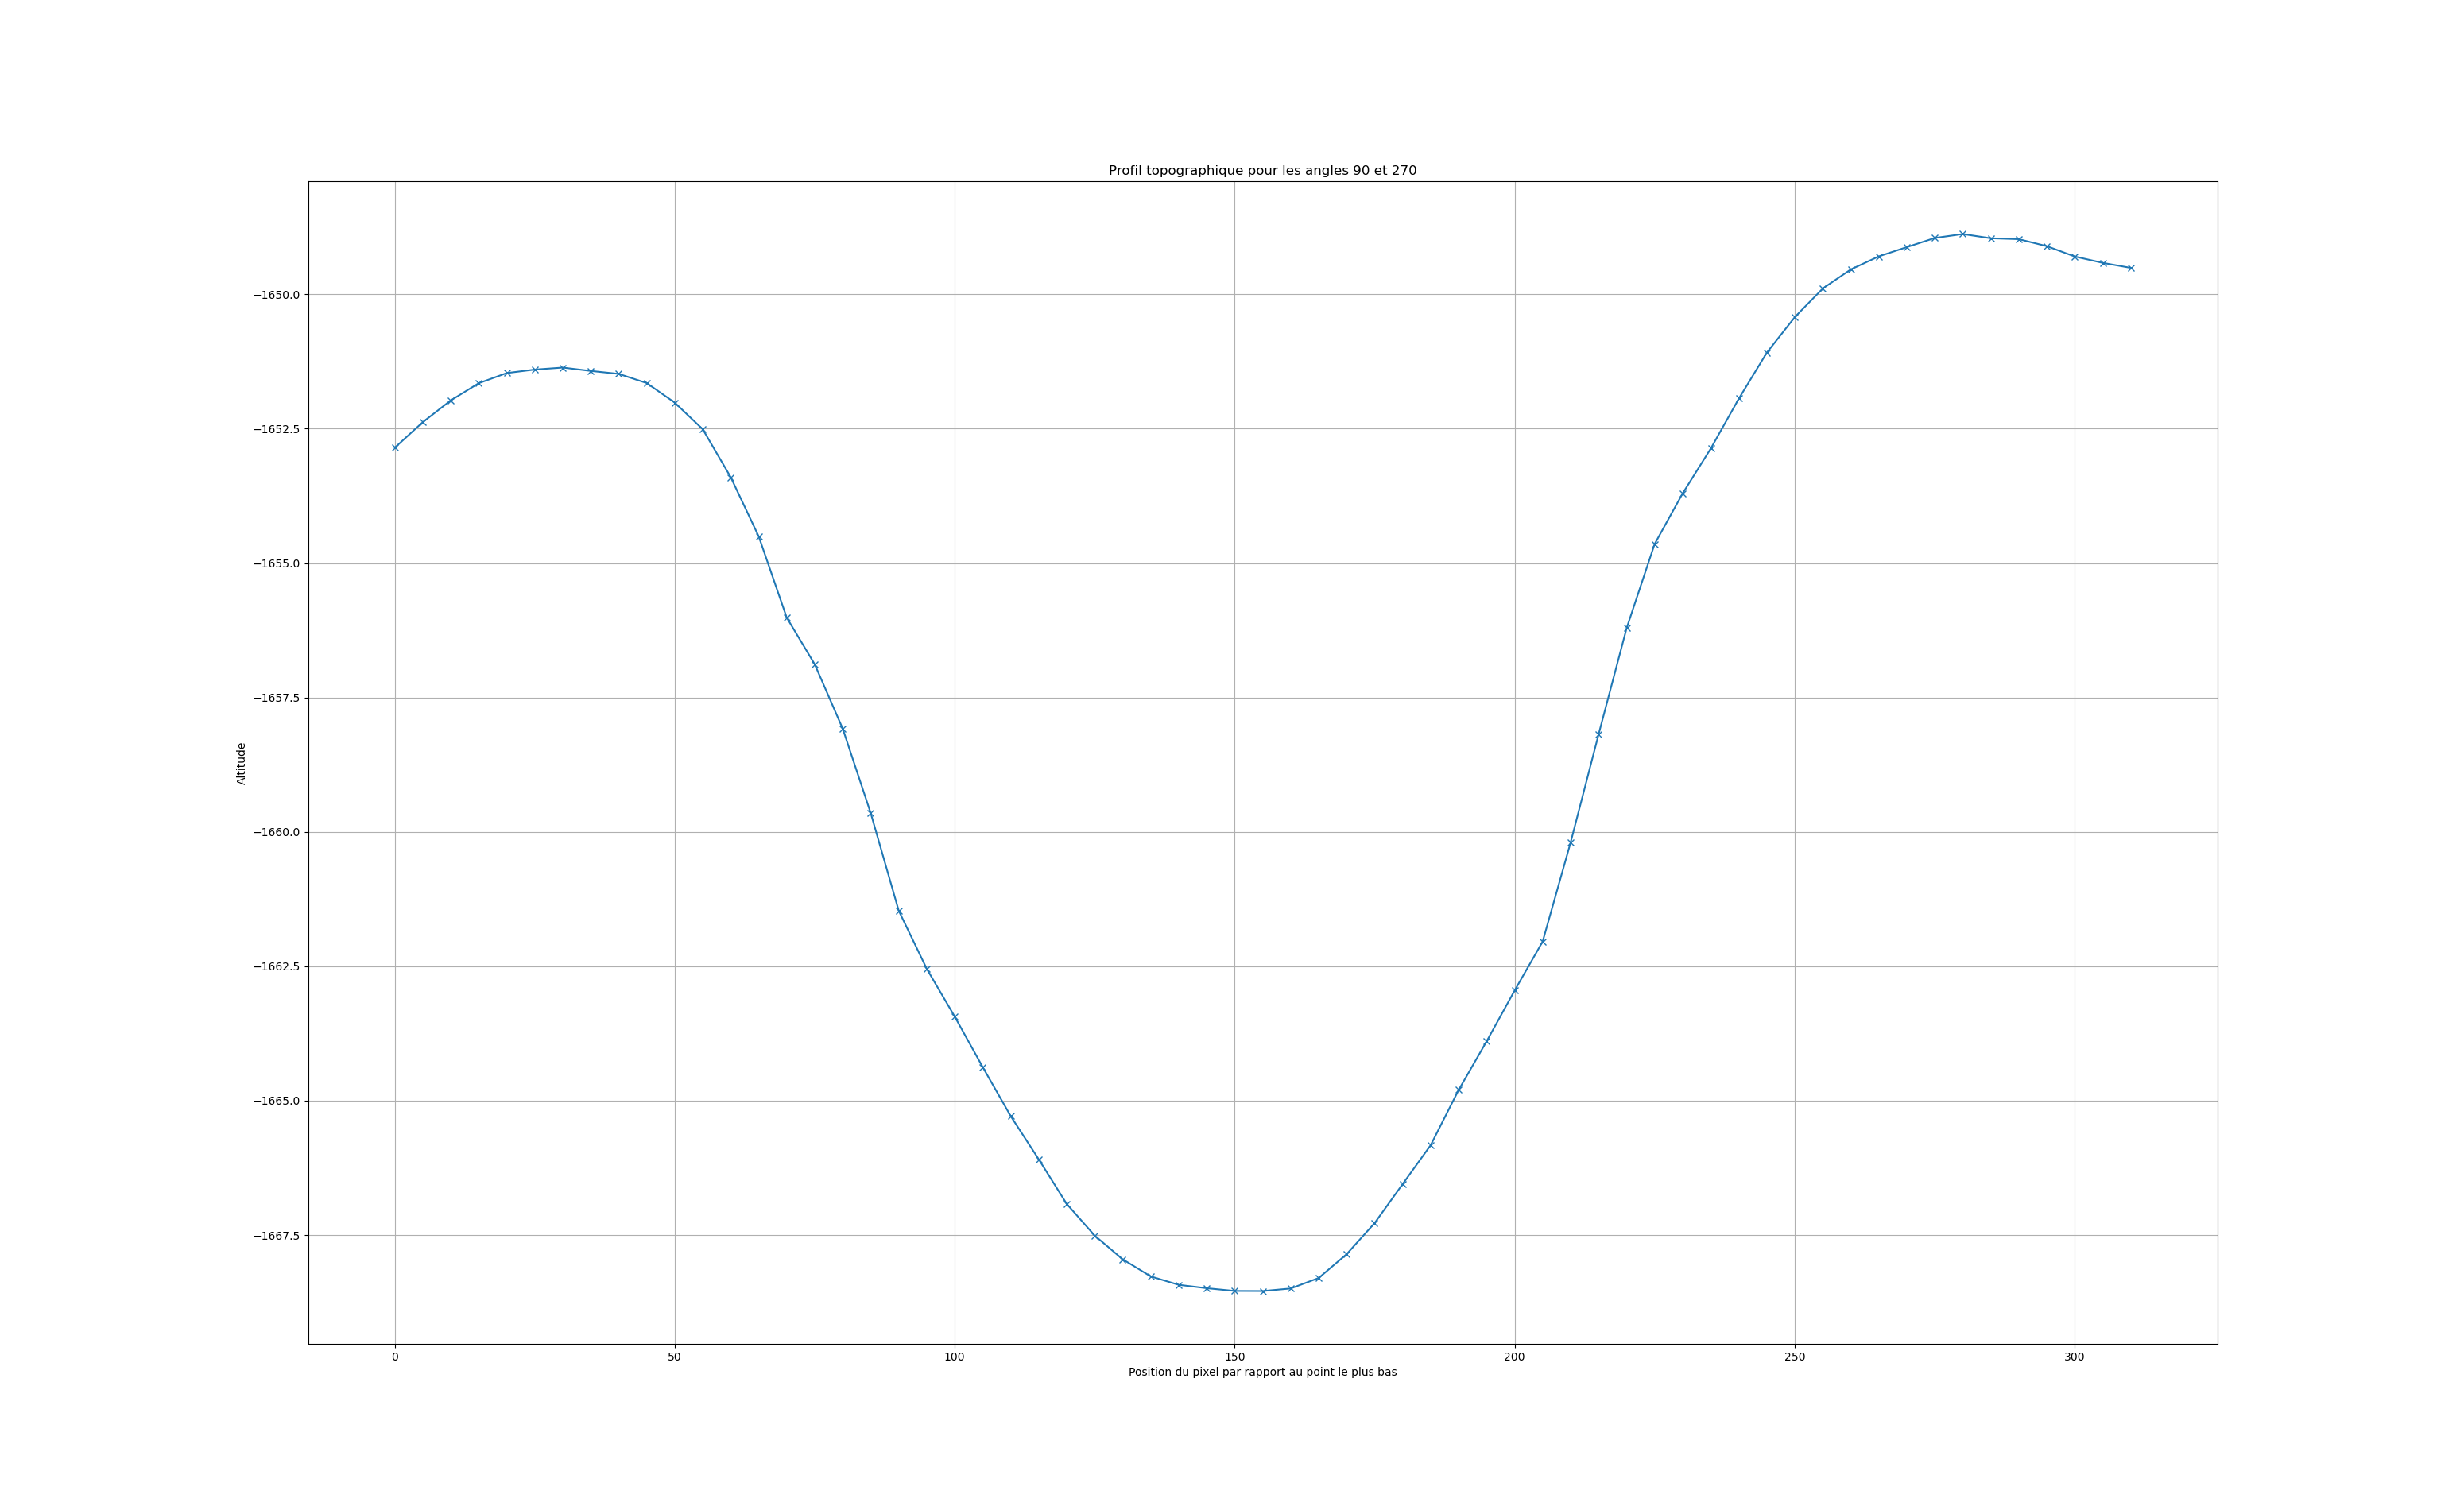 Profil topographique pour les angles 90 et 270
−1650.0
−1652.5
−1655.0
−1657.5
−1660.0
−1662.5
−1665.0
−1667.5
Altitude
0 50 100 150 200 250 300
Position du pixel par rapport au point le plus bas